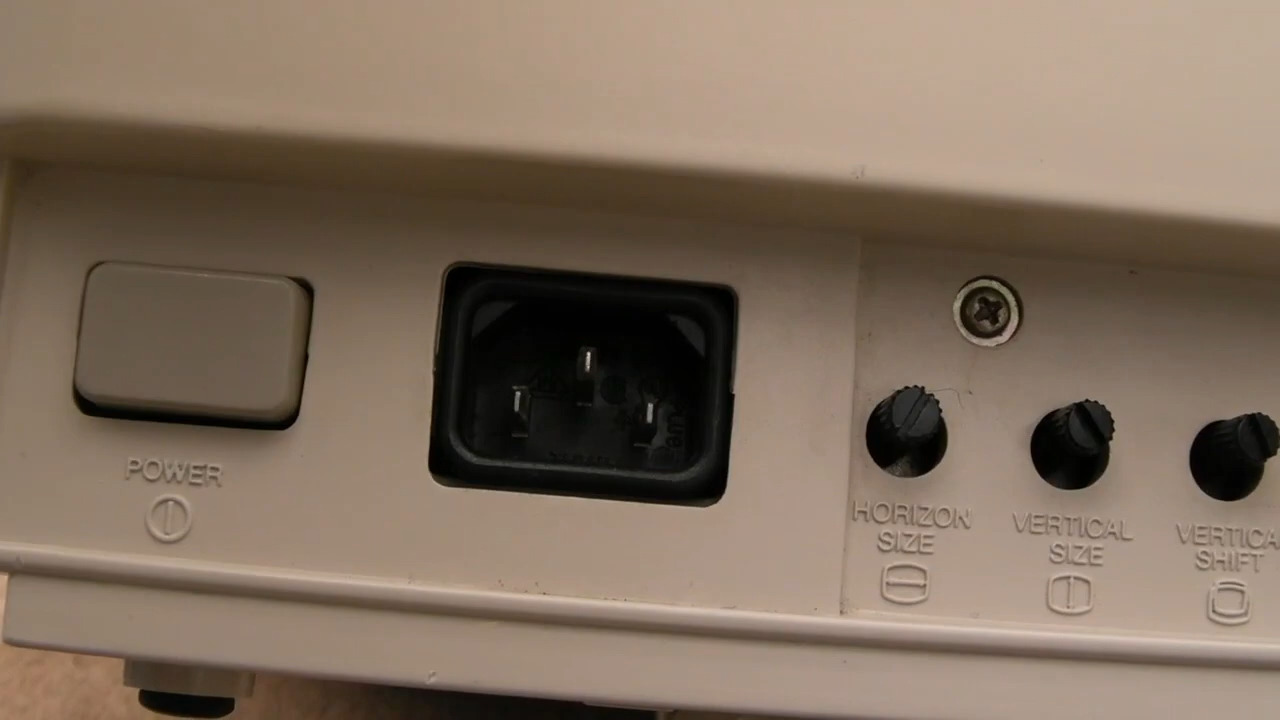 POWER
HORIZON
SIZE
VERTICAL
SIZE
VERTICA
SHIFT